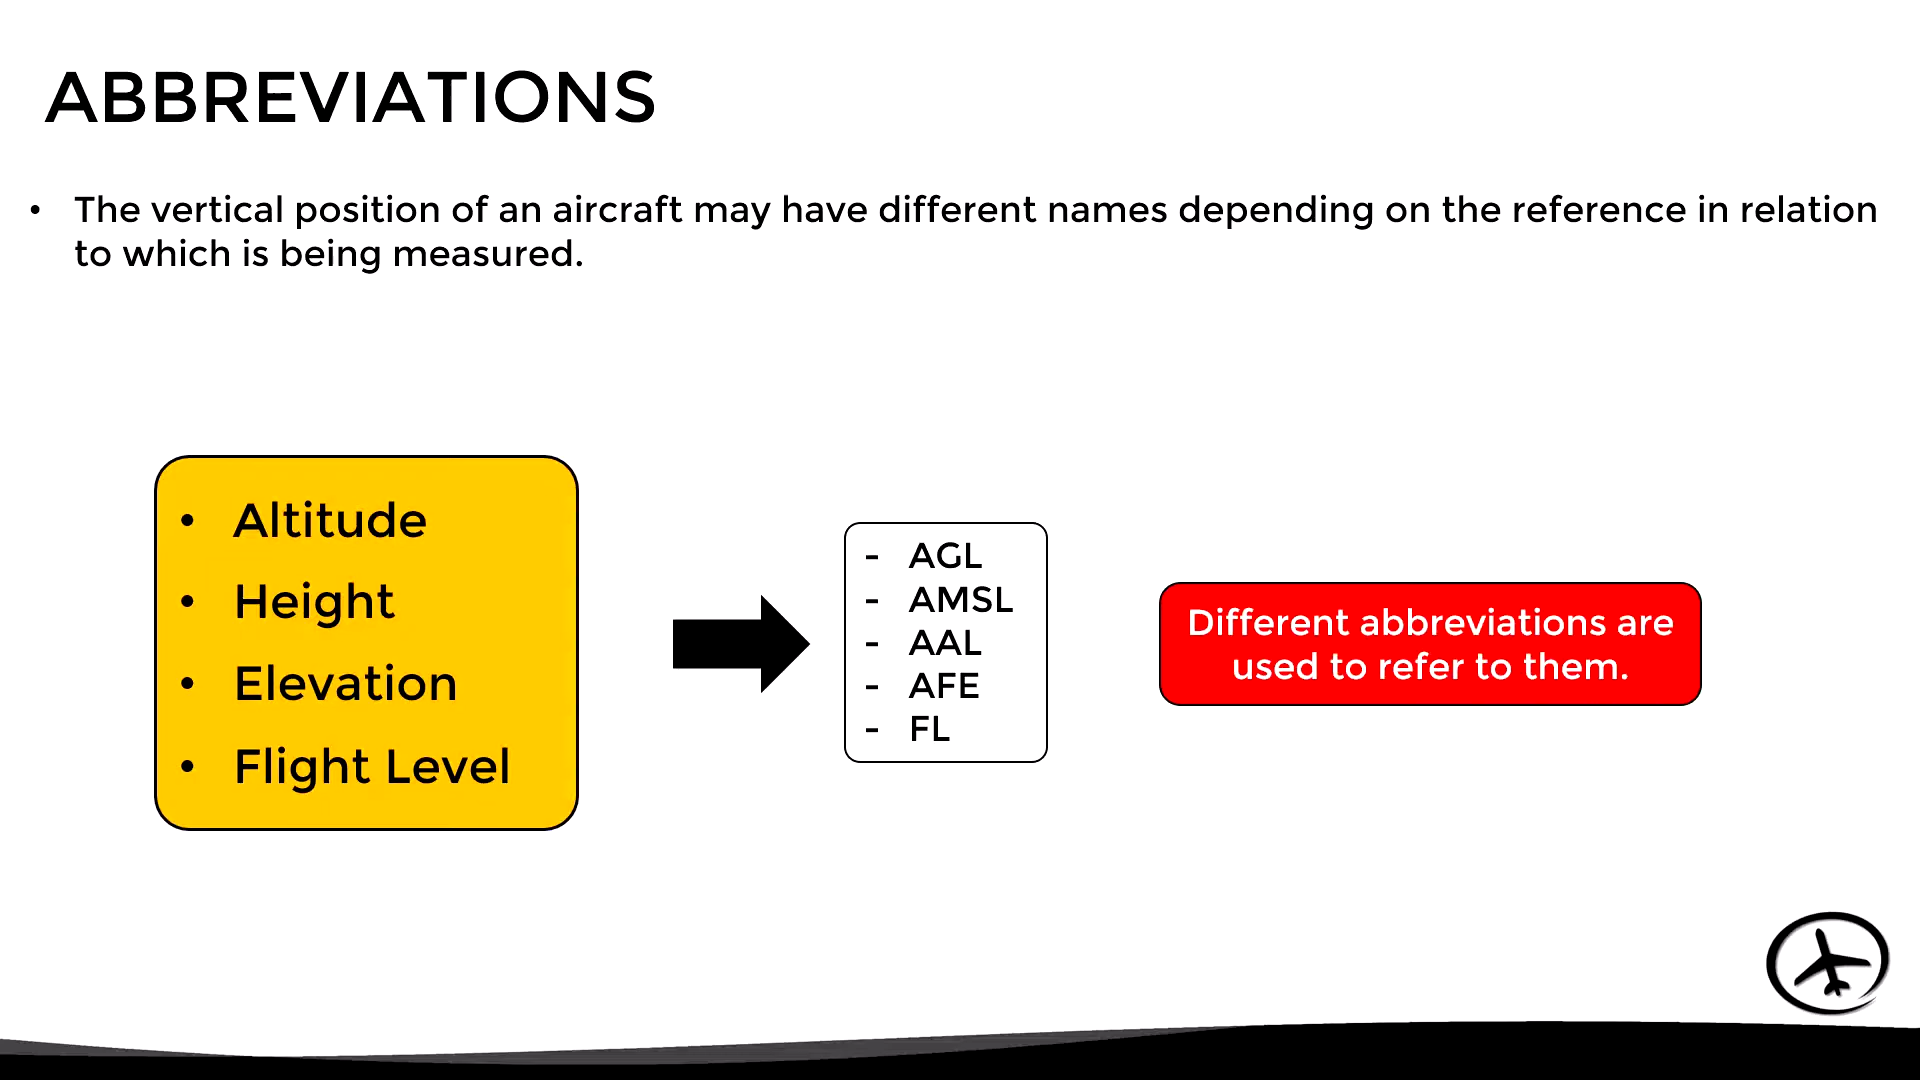 ABBREVIATIONS
• The vertical position of an aircraft may have different names depending on the reference in relation
to which is being measured.
• Altitude
• Height
• Elevation
• Flight Level
- AGL
- AMSL
- AAL
- AFE
- FL
Different abbreviations are
used to refer to them.